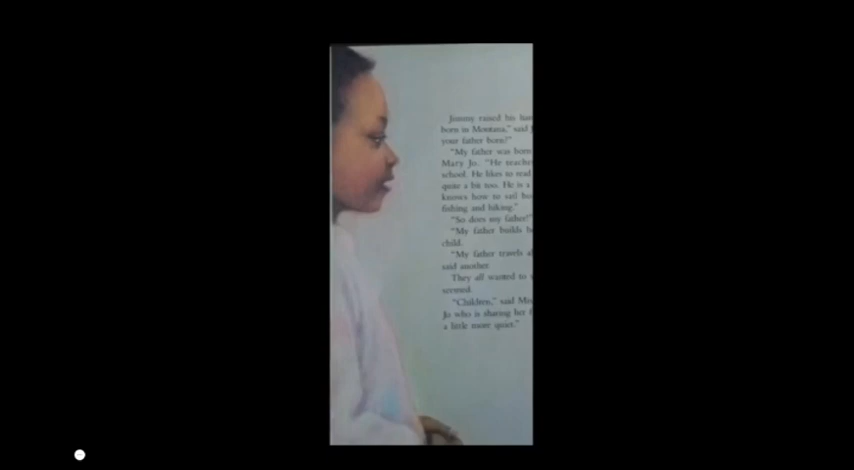 Jimmy raised his
born in Montana," said
your father born?"
"My father was born
Mary Jo. "He
school. He likes to read
quite a bit too. He is a
knows how to sail
fishing and hiking."
"So does my father!"
"My father builds
child.
"My father travels
said another.
They all wanted to
seemed.
"Children," said
Jo who is sharing her
a little more quiet."